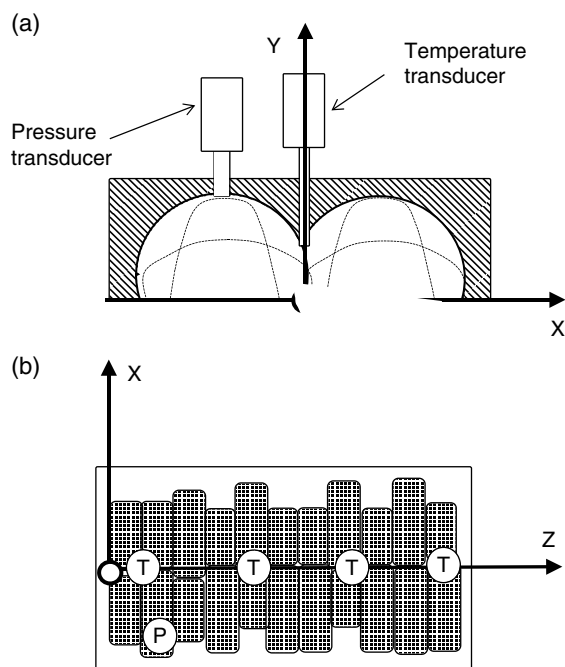 (a)
Y
Temperature
transducer
Pressure
transducer
X
(b)
X
Z
T T T T
P